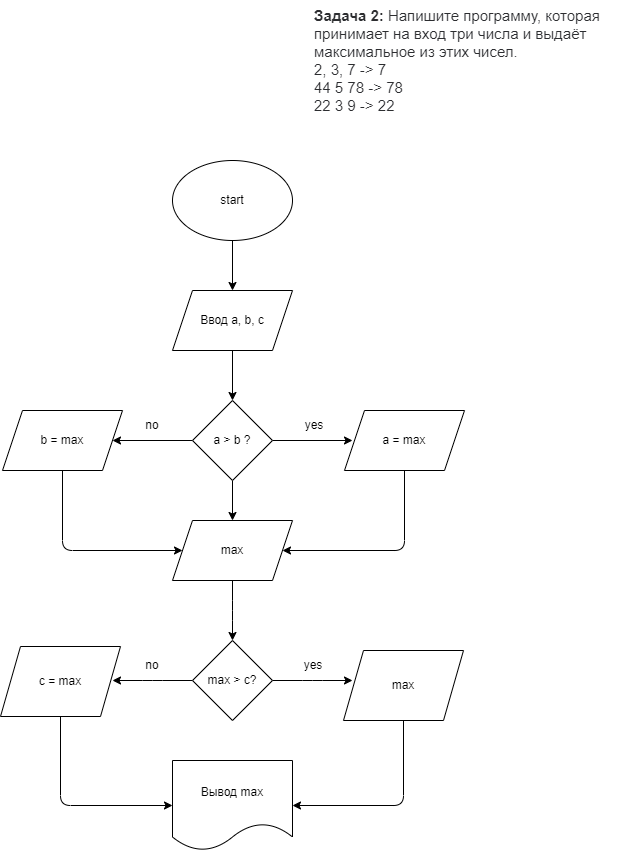 Задача 2: Напишите программу, которая
принимает на вход три числа и выдаёт
максимальное из этих чисел.
2, 3, 7 -> 7
44 5 78 -> 78
22 3 9 -> 22
start
Ввод a, b, c
no
yes
b = max
a > b ?
a = max
max
no
yes
c = max
max > c?
max
Вывод max